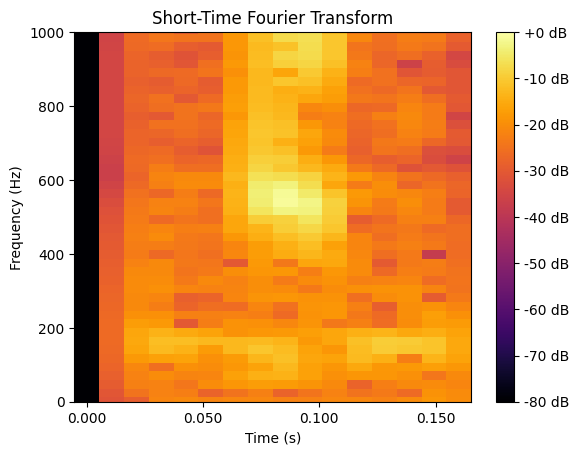 Short-Time Fourier Transform
1000
800
600
400
200
0
Frequency (Hz)
0.000
0.050
0.100
0.150
Time (s)
+0 dB
-10 dB
-20 dB
-30 dB
-40 dB
-50 dB
-60 dB
-70 dB
-80 dB